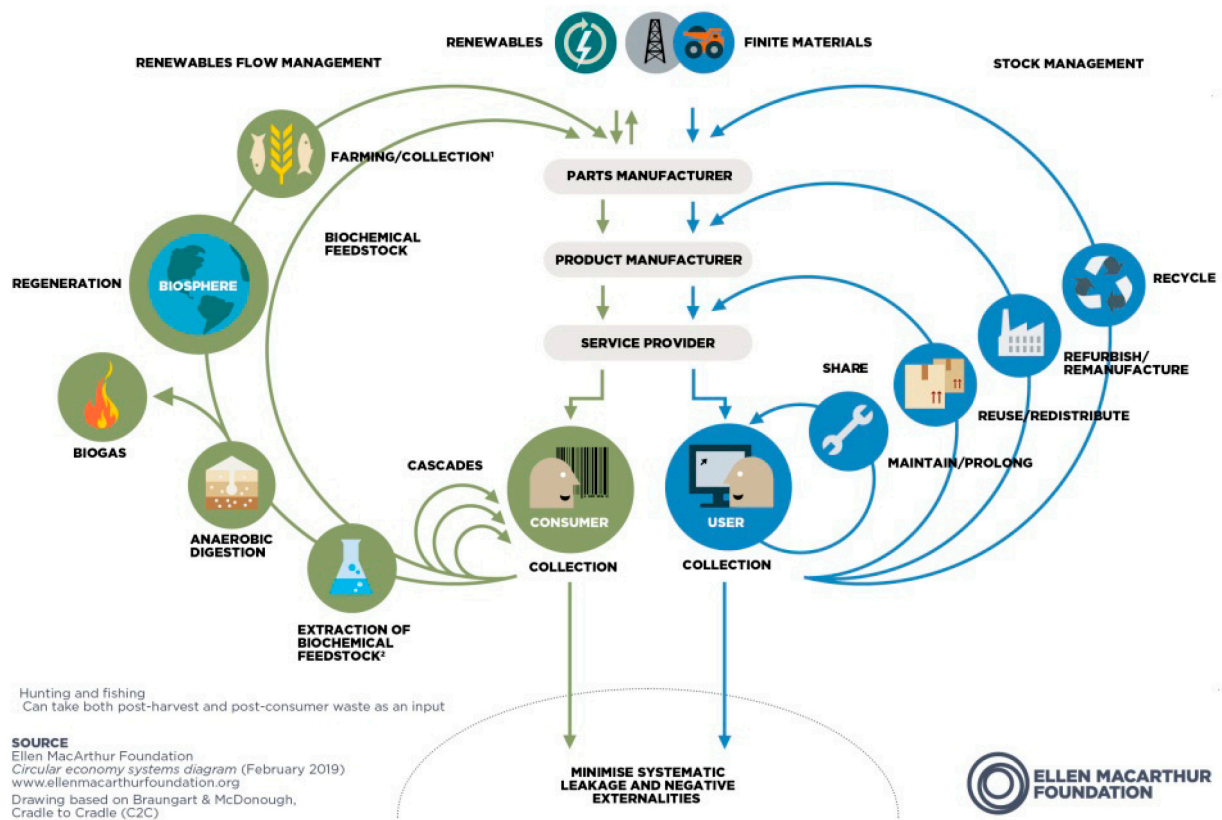 RENEWABLES
FINITE MATERIALS
RENEWABLES FLOW MANAGEMENT
STOCK MANAGEMENT
FARMING/COLLECTION¹
PARTS MANUFACTURER
BIOCHEMICAL
FEEDSTOCK
PRODUCT MANUFACTURER
REGENERATION
BIOSPHERE
RECYCLE
SERVICE PROVIDER
REFURBISH/
REMANUFACTURE
SHARE
REUSE/REDISTRIBUTE
BIOGAS
CASCADES
MAINTAIN/PROLONG
CONSUMER
USER
ANAEROBIC
DIGESTION
COLLECTION
COLLECTION
EXTRACTION OF
BIOCHEMICAL
FEEDSTOCK²
Hunting and fishing
Can take both post-harvest and post-consumer waste as an input
SOURCE
Ellen MacArthur Foundation
Circular economy systems diagram (February 2019)
www.ellenmacarthurfoundation.org
Drawing based on Braungart & McDonough,
Cradle to Cradle (C2C)
MINIMISE SYSTEMATIC
LEAKAGE AND NEGATIVE
EXTERNALITIES
ELLEN MACARTHUR
FOUNDATION